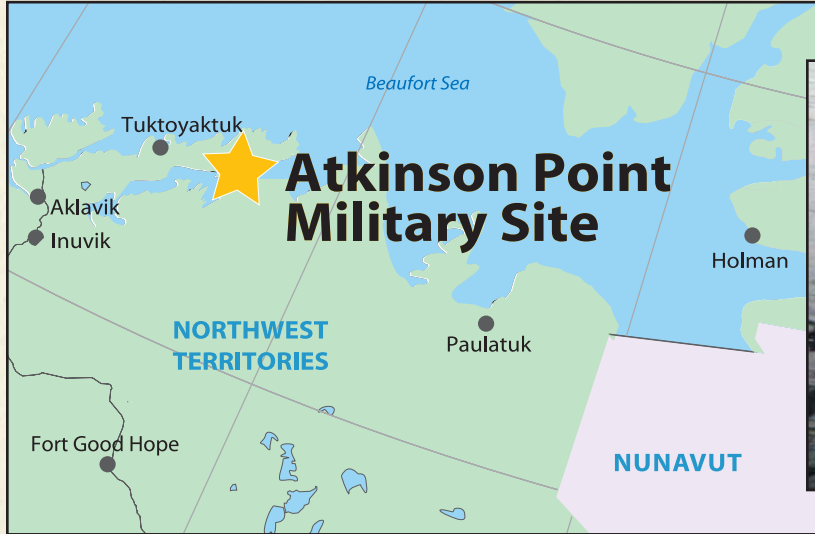 Beaufort Sea
Tuktoyaktuk
Atkinson Point
Military Site
Aklavik
Inuvik
Holman
NORTHWEST
TERRITORIES
Paulatuk
Fort Good Hope
NUNAVUT